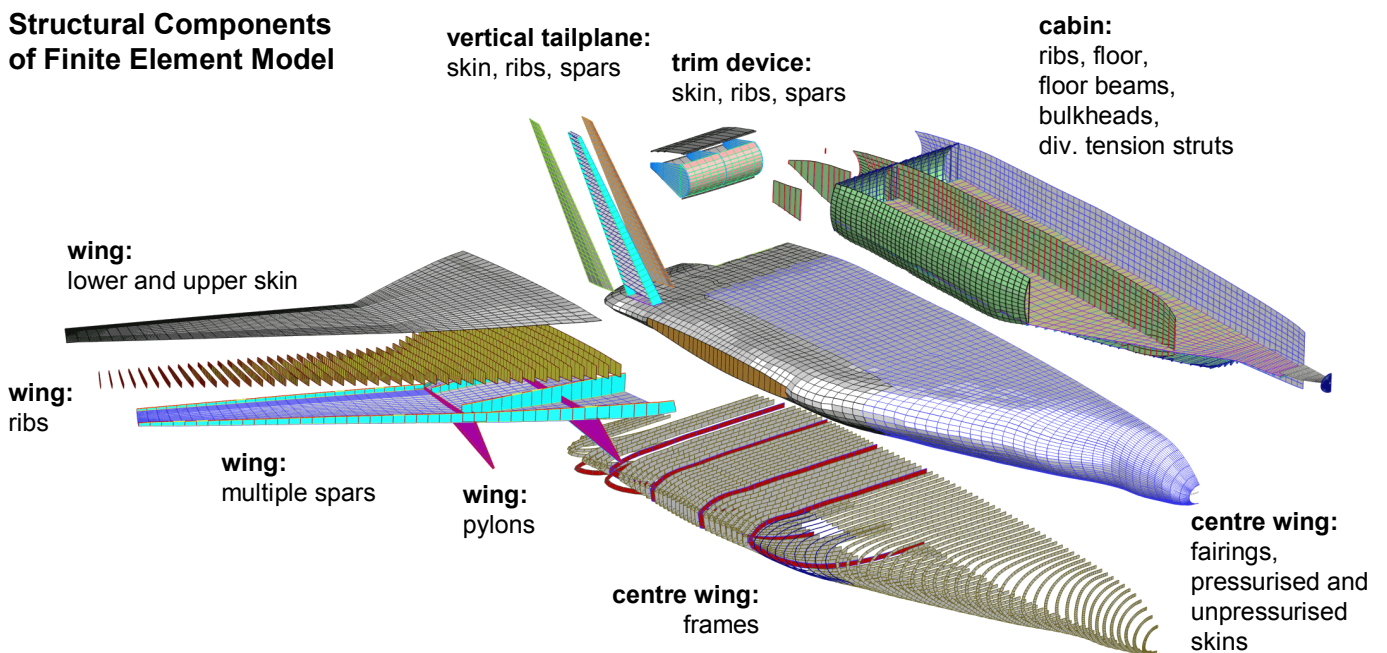 Structural Components
of Finite Element Model
vertical tailplane:
skin, ribs, spars
trim device:
skin, ribs, spars
cabin:
ribs, floor,
floor beams,
bulkheads,
div. tension struts
wing:
lower and upper skin
wing:
ribs
wing:
multiple spars
wing:
pylons
centre wing:
frames
centre wing:
fairings,
pressurised and
unpressurised
skins